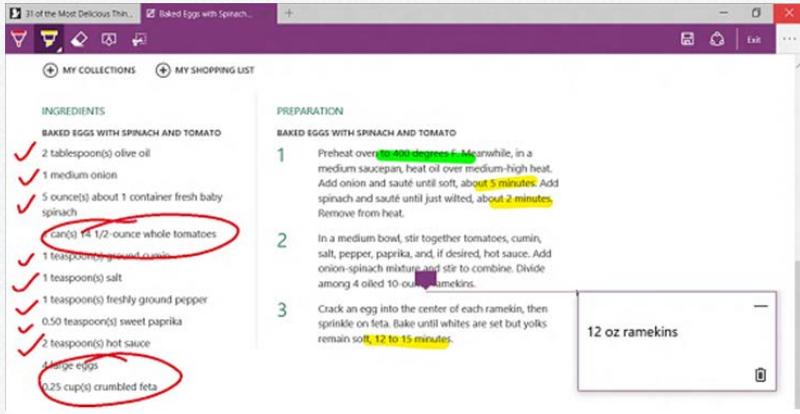 31 of the Most Delicious Thin...
Baked Eggs with Spinach...
Exit
MY COLLECTIONS
MY SHOPPING LIST
INGREDIENTS
BAKED EGGS WITH SPINACH AND TOMATO
2 tablespoon(s) olive oil
1 medium onion
5 ounce(s) about 1 container fresh baby
spinach
can(s) 14 1/2-ounce whole tomatoes
1 teaspoon(s) ground cumin
1 teaspoon(s) salt
1 teaspoon(s) freshly ground pepper
0.50 teaspoon(s) sweet paprika
2 teaspoon(s) hot sauce
4 large eggs
0.25 cup(s) crumbled feta
PREPARATION
BAKED EGGS WITH SPINACH AND TOMATO
1
Preheat oven to 400 degrees F. Meanwhile, in a
medium saucepan, heat oil over medium-high heat.
Add onion and sauté until soft, about 5 minutes. Add
spinach and sauté until just wilted, about 2 minutes.
Remove from heat.
2
In a medium bowl, stir together tomatoes, cumin,
salt, pepper, paprika, and, if desired, hot sauce. Add
onion-spinach mixture and stir to combine. Divide
among 4 oiled 10-ounce ramekins.
3
Crack an egg into the center of each ramekin, then
sprinkle on feta. Bake until whites are set but yolks
remain soft, 12 to 15 minutes.
12 oz ramekins